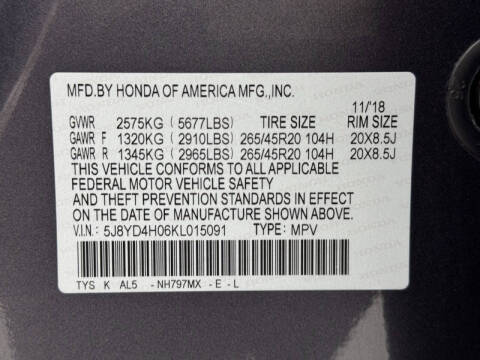 MFD.BY HONDA OF AMERICA MFG.,INC.
11/18
GVWR 2575KG (5677LBS) TIRE SIZE RIM SIZE
GAWR F 1320KG (2910LBS) 265/45R20 104H 20X8.5J
GAWR R 1345KG (2965LBS) 265/45R20 104H 20X8.5J
THIS VEHICLE CONFORMS TO ALL APPLICABLE
FEDERAL MOTOR VEHICLE SAFETY
AND THEFT PREVENTION STANDARDS IN EFFECT
ON THE DATE OF MANUFACTURE SHOWN ABOVE.
V.I.N.: 5J8YD4H06KL015091 TYPE: MPV
TYS K AL5 -NH797MX -E -L